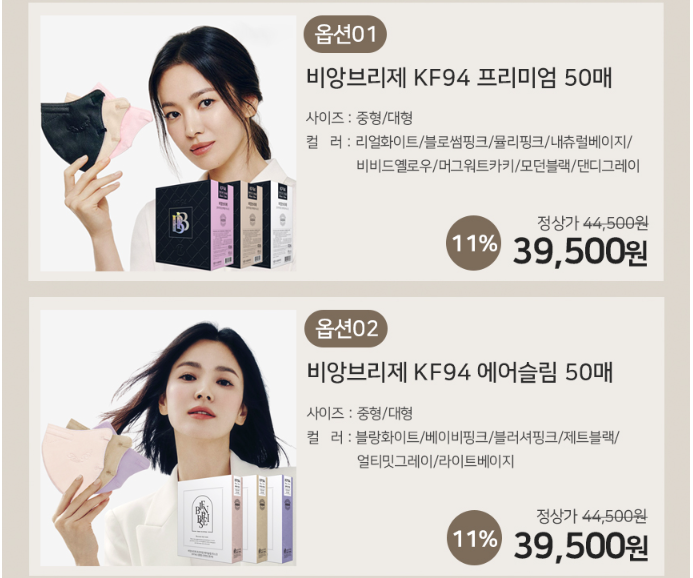 옵션01
비앙브리제 KF94 프리미엄 50매
사이즈 : 중형/대형
컬 러 : 리얼화이트/블로썸핑크/뮬리핑크/내츄럴베이지/
비비드옐로우/머그워트카키/모던블랙/댄디그레이
정상가 44,500원
11%
39,500원
옵션02
비앙브리제 KF94 에어슬림 50매
사이즈 : 중형/대형
컬 러 : 블랑화이트/베이비핑크/블러셔핑크/제트블랙/
얼티밋그레이/라이트베이지
정상가 44,500원
11%
39,500원